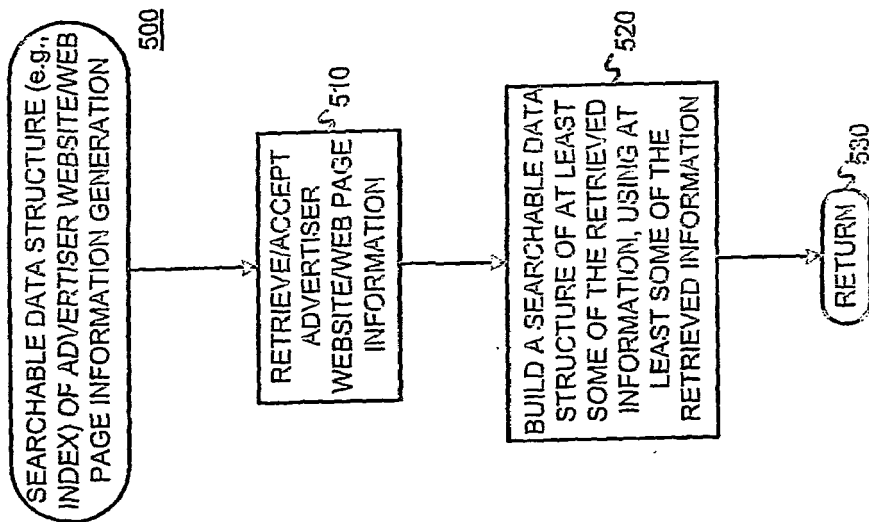 SEARCHABLE DATA STRUCTURE (e.g.,
INDEX) OF ADVERTISER WEBSITE/WEB
PAGE INFORMATION GENERATION
500
RETRIEVE/ACCEPT
ADVERTISER
WEBSITE/WEB PAGE
INFORMATION
510
BUILD A SEARCHABLE DATA
STRUCTURE OF AT LEAST
SOME OF THE RETRIEVED
INFORMATION, USING AT
LEAST SOME OF THE
RETRIEVED INFORMATION
520
RETURN
530